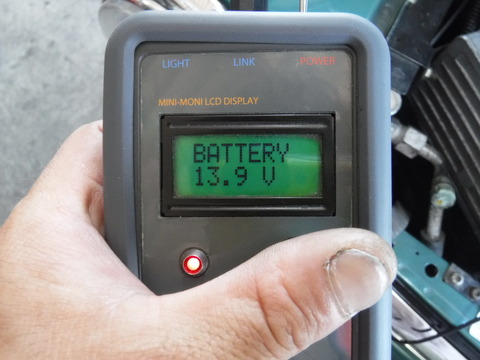 LIGHT LINK POWER
MINI-MONI LCD DISPLAY
BATTERY
13.9 V